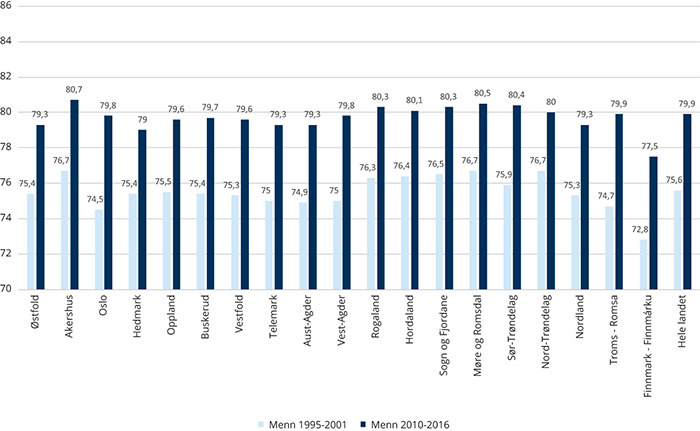 86
84
82
80
78
76
74
72
70
75,4 79,3
76,7 80,7
74,5 79,8
75,4 79
75,5 79,6
75,4 79,7
75,3 79,6
75 79,3
74,9 79,3
75 79,8
76,3 80,3
76,4 80,1
76,5 80,3
76,7 80,5
75,9 80,4
76,7 80
75,3 79,3
74,7 79,9
72,8 77,5
75,6 79,9
Østfold
Akershus
Oslo
Hedmark
Oppland
Buskerud
Vestfold
Telemark
Aust-Agder
Vest-Agder
Rogaland
Hordaland
Sogn og Fjordane
Møre og Romsdal
Sør-Trøndelag
Nord-Trøndelag
Nordland
Troms - Romsa
Finnmark - Finnmárku
Hele landet
Menn 1995-2001 Menn 2010-2016